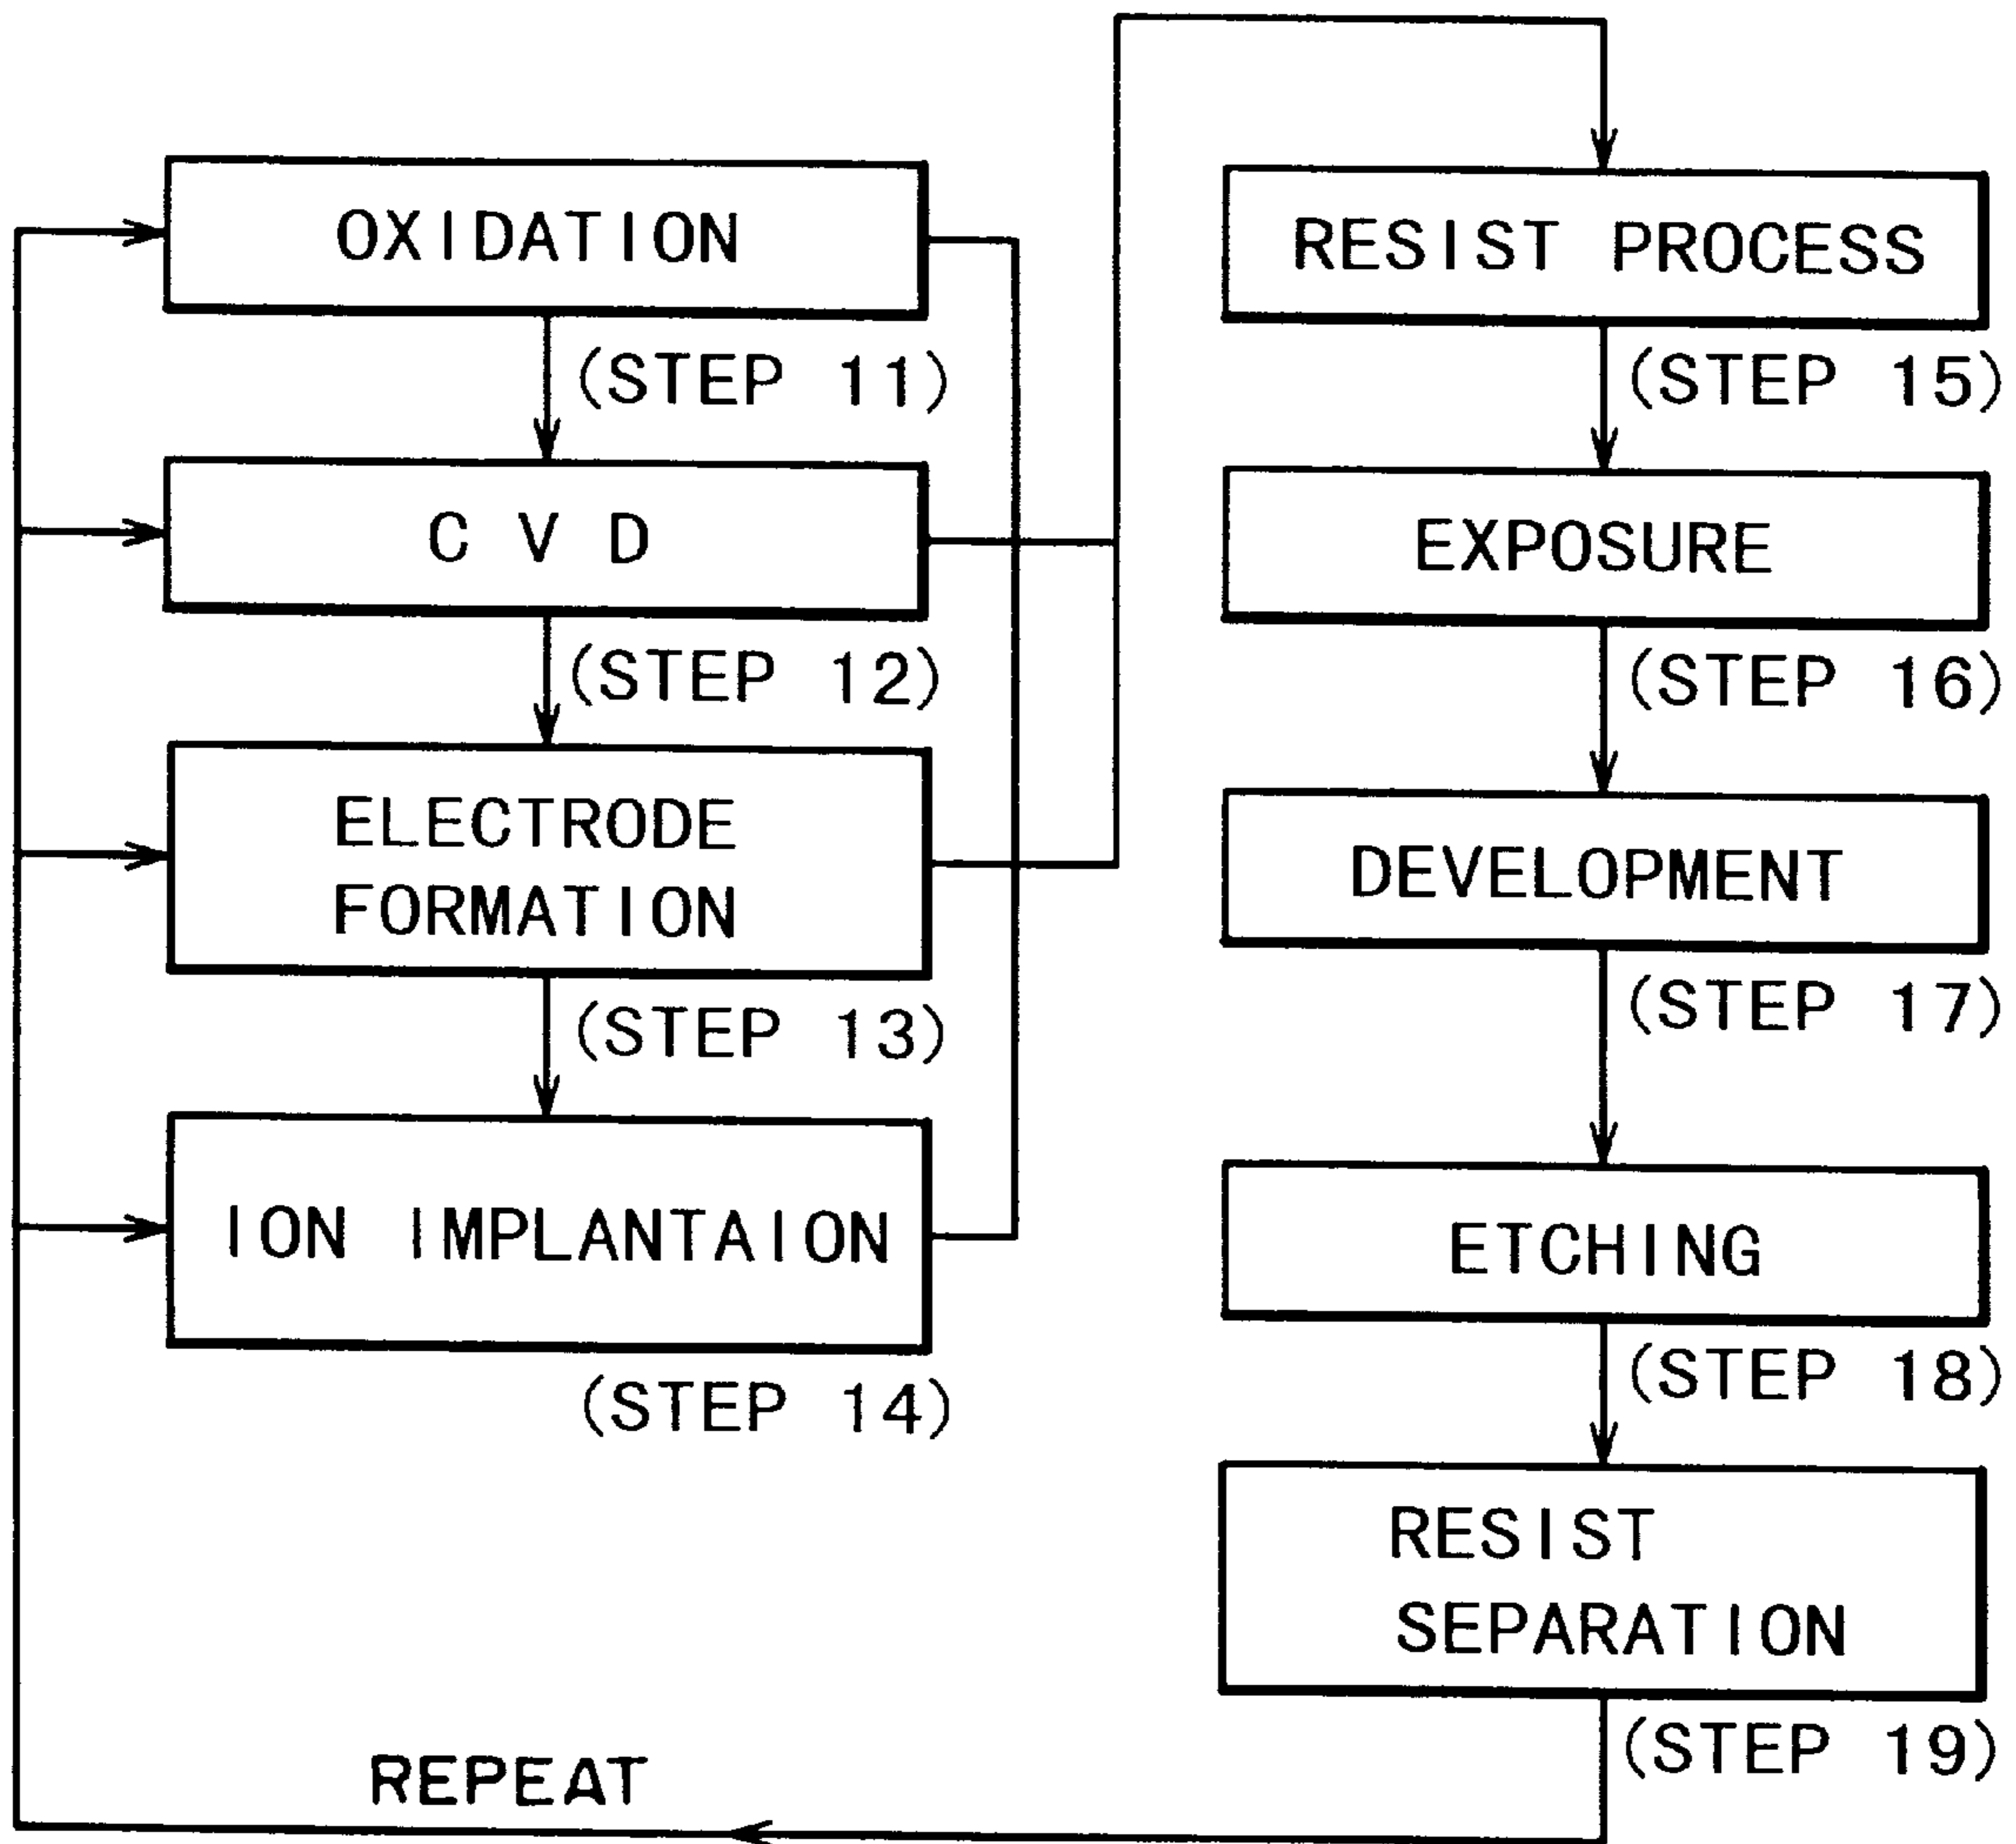 OXIDATION
(STEP 11)
C V D
(STEP 12)
ELECTRODE
FORMATION
(STEP 13)
ION IMPLANTAION
(STEP 14)
RESIST PROCESS
(STEP 15)
EXPOSURE
(STEP 16)
DEVELOPMENT
(STEP 17)
ETCHING
(STEP 18)
RESIST
SEPARATION
(STEP 19)
REPEAT